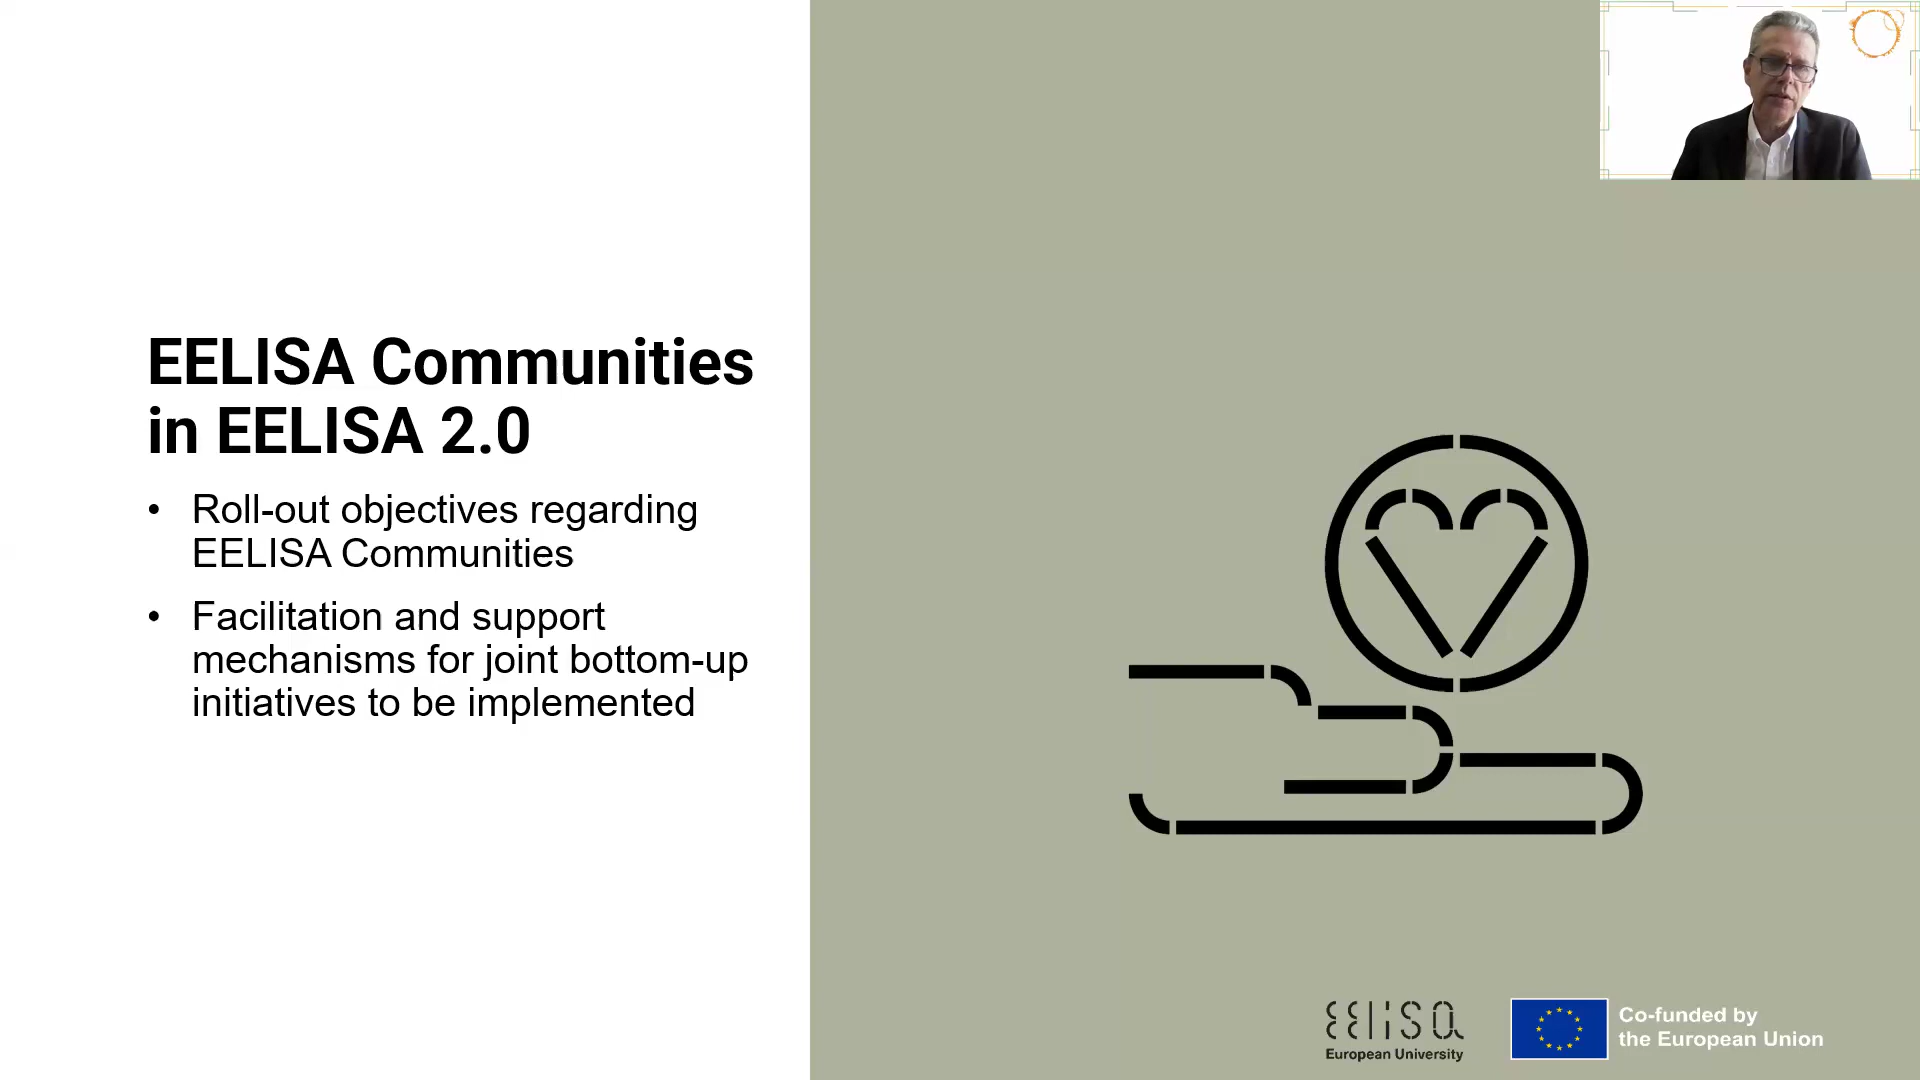 EELISA Communities
in EELISA 2.0
• Roll-out objectives regarding
EELISA Communities
• Facilitation and support
mechanisms for joint bottom-up
initiatives to be implemented
EELISA
European University
Co-funded by
the European Union